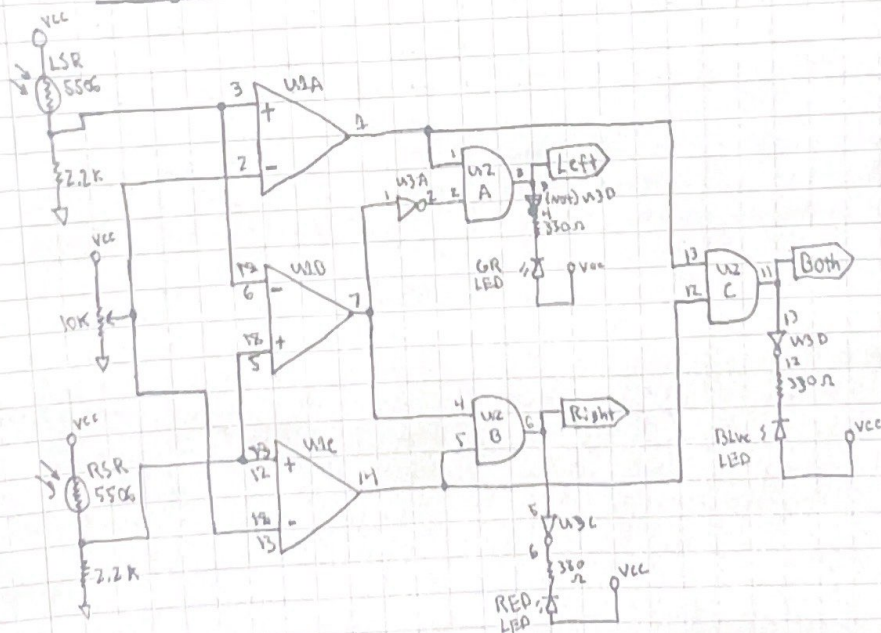 VCC
LSR
5506
2.2K
VCC
10K
VCC
RSR
5506
2.2K
3
2
U1A
+
-
1
6
5
U1B
-
+
7
12
13
U1C
+
-
14
1
U3A
2
1
2
U2
A
3
Left
(Not) U3D
4
330Ω
GR
LED
VCC
4
5
U2
B
6
Right
5
U3C
6
330
Ω
RED
LED
VCC
13
12
U2
C
11
Both
13
U3D
12
330Ω
Blue
LED
VCC